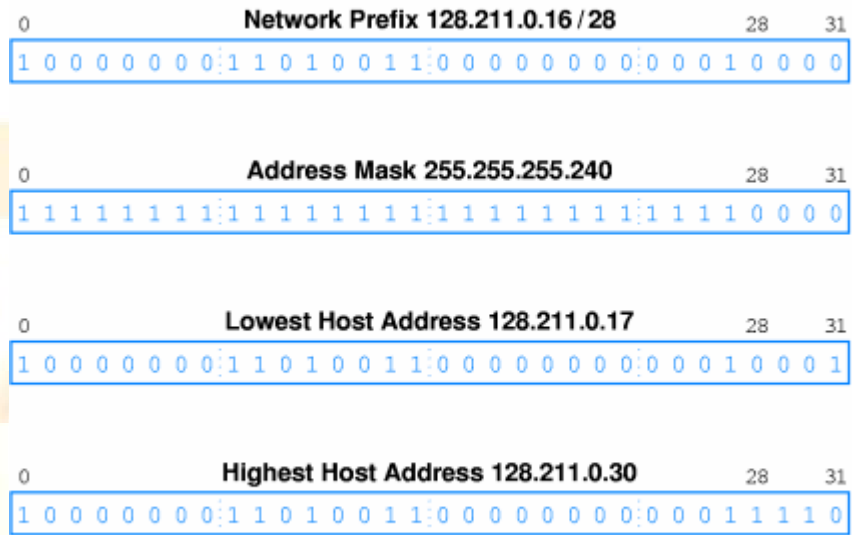 Network Prefix 128.211.0.16 / 28
0 28 31
1 0 0 0 0 0 0 0 1 1 0 1 0 0 1 1 0 0 0 0 0 0 0 0 0 0 0 1 0 0 0 0
Address Mask 255.255.255.240
0 28 31
1 1 1 1 1 1 1 1 1 1 1 1 1 1 1 1 1 1 1 1 1 1 1 1 1 1 1 1 0 0 0 0
Lowest Host Address 128.211.0.17
0 28 31
1 0 0 0 0 0 0 0 1 1 0 1 0 0 1 1 0 0 0 0 0 0 0 0 0 0 0 1 0 0 0 1
Highest Host Address 128.211.0.30
0 28 31
1 0 0 0 0 0 0 0 1 1 0 1 0 0 1 1 0 0 0 0 0 0 0 0 0 0 0 1 1 1 1 0